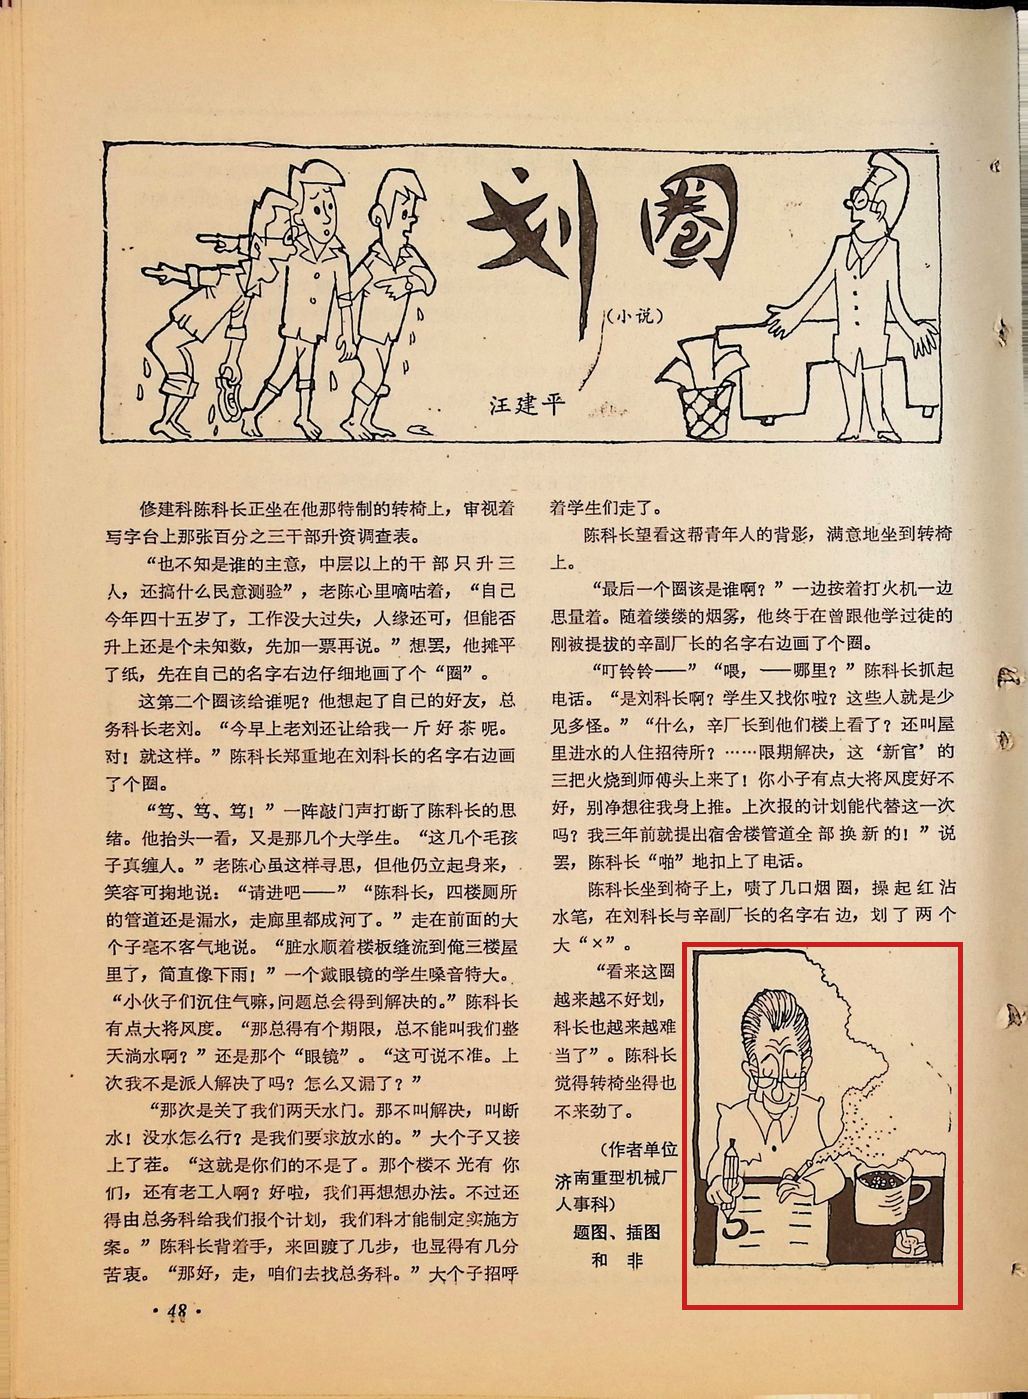 划圈
（小说）
汪建平
修建科陈科长正坐在他那特制的转椅上，审视着
写字台上那张百分之三干部升资调查表。
“也不知是谁的主意，中层以上的干部只升三
人，还搞什么民意测验”，老陈心里嘀咕着，“自己
今年四十五岁了，工作没大过失，人缘还可，但能否
升上还是个未知数，先加一票再说。”想罢，他摊平
了纸，先在自己的名字右边仔细地画了个“圈”。
这第二个圈该给谁呢？他想起了自己的好友，总
务科长老刘。“今早上老刘还让给我一斤好茶呢。
对！就这样。”陈科长郑重地在刘科长的名字右边画
了个圈。
“笃、笃、笃！”一阵敲门声打断了陈科长的思
绪。他抬头一看，又是那几个大学生。“这几个毛孩
子真缠人。”老陈心虽这样寻思，但他仍立起身来，
笑容可掬地说：“请进吧——”“陈科长，四楼厕所
的管道还是漏水，走廊里都成河了。”走在前面的大
个子毫不客气地说。“脏水顺着楼板缝流到俺三楼屋
里了，简直像下雨！”一个戴眼镜的学生嗓音特大。
“小伙子们沉住气嘛，问题总会得到解决的。”陈科长
有点大将风度。“那总得有个期限，总不能叫我们整
天淌水啊？”还是那个“眼镜”。“这可说不准。上
次我不是派人解决了吗？怎么又漏了？”
“那次是关了我们两天水门。那不叫解决，叫断
水！没水怎么行？是我们要求放水的。”大个子又接
上了茬。“这就是你们的不是了。那个楼不光有你
们，还有老工人啊？好啦，我们再想想办法。不过还
得由总务科给我们报个计划，我们科才能制定实施方
案。”陈科长背着手，来回踱了几步，也显得有几分
苦衷。“那好，走，咱们去找总务科。”大个子招呼
着学生们走了。
陈科长望看这帮青年人的背影，满意地坐到转椅
上。
“最后一个圈该是谁啊？”一边按着打火机一边
思量着。随着缕缕的烟雾，他终于在曾跟他学过徒的
刚被提拔的辛副厂长的名字右边画了个圈。
“叮铃铃——”“喂，——哪里？”陈科长抓起
电话。“是刘科长啊？学生又找你啦？这些人就是少
见多怪。”“什么，辛厂长到他们楼上看了？还叫屋
里进水的人住招待所？……限期解决，这‘新官’的
三把火烧到师傅头上来了！你小子有点大将风度好不
好，别净想往我身上推。上次报的计划能代替这一次
吗？我三年前就提出宿舍楼管道全部换新的！”说
罢，陈科长“啪”地扣上了电话。
陈科长坐到椅子上，喷了几口烟圈，操起红沾
水笔，在刘科长与辛副厂长的名字右边，划了两个
大“×”。
“看来这圈
越来越不好划，
科长也越来越难
当了”。陈科长
觉得转椅坐得也
不来劲了。
（作者单位
济南重型机械厂
人事科）
题图、插图
和 非
·48·